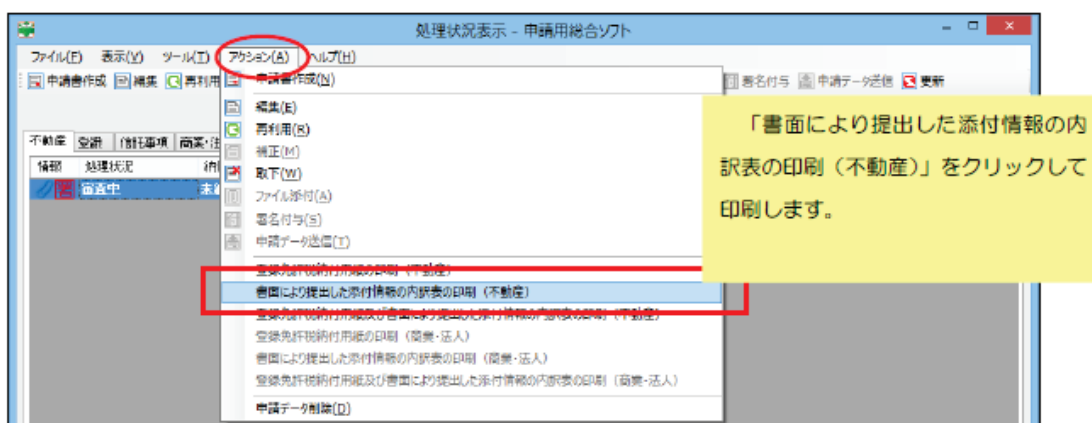 処理状況表示 - 申請用総合ソフト
ファイル(F) 表示(V) ツール(T) アクション(A) ヘルプ(H)
申請書作成 編集 再利用 署名付与 申請データ送信 更新
申請書作成(N)
編集(E)
再利用(R)
補正(M)
取下(W)
ファイル添付(A)
署名付与(S)
申請データ送信(T)
登録免許税納付用紙の印刷（不動産）
書面により提出した添付情報の内訳表の印刷（不動産）
登録免許税納付用紙及び書面により提出した添付情報の内訳表の印刷（不動産）
登録免許税納付用紙の印刷（商業・法人）
書面により提出した添付情報の内訳表の印刷（商業・法人）
登録免許税納付用紙及び書面により提出した添付情報の内訳表の印刷（商業・法人）
申請データ削除(D)
不動産 登録 信託事項 商業・法
情報 処理状況 納
審査中 未
「書面により提出した添付情報の内
訳表の印刷（不動産）」をクリックして
印刷します。